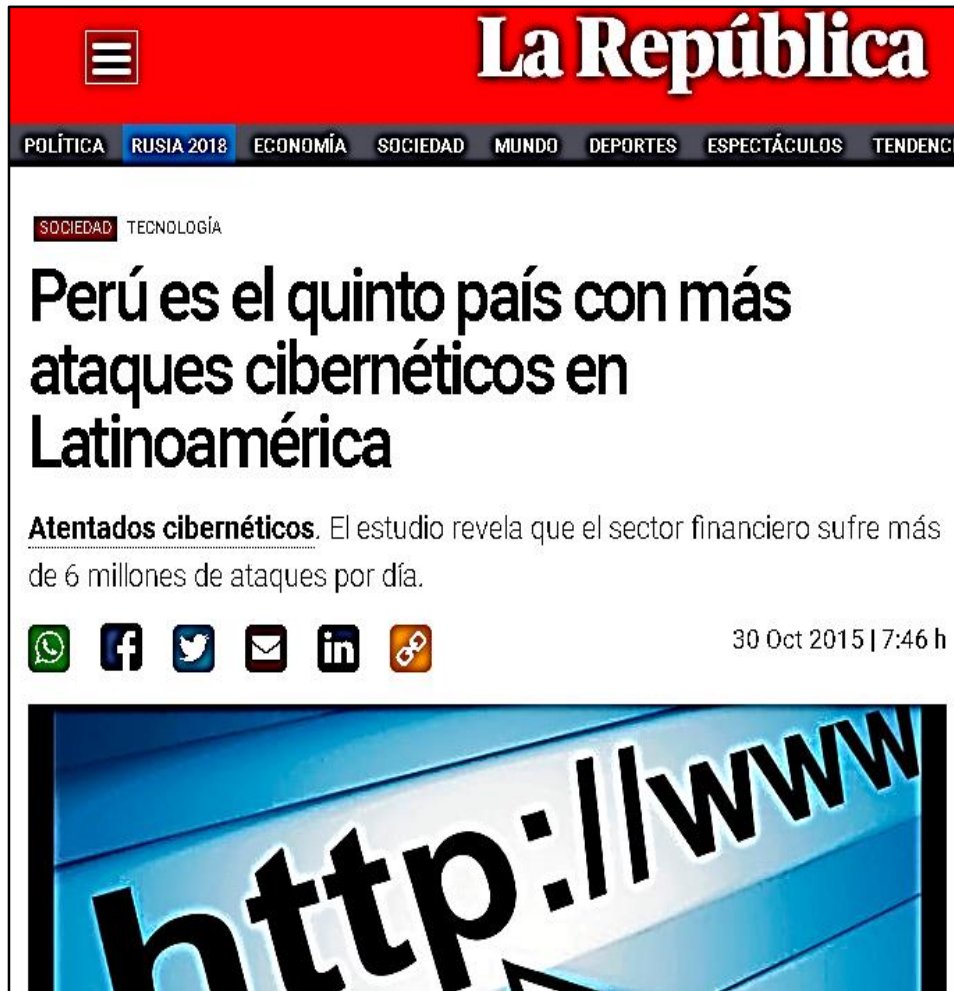 La República
POLÍTICA RUSIA 2018 ECONOMÍA SOCIEDAD MUNDO DEPORTES ESPECTÁCULOS TENDENCI
SOCIEDAD TECNOLOGÍA
Perú es el quinto país con más
ataques cibernéticos en
Latinoamérica
Atentados cibernéticos. El estudio revela que el sector financiero sufre más
de 6 millones de ataques por día.
in
30 Oct 2015 | 7:46 h
http://www